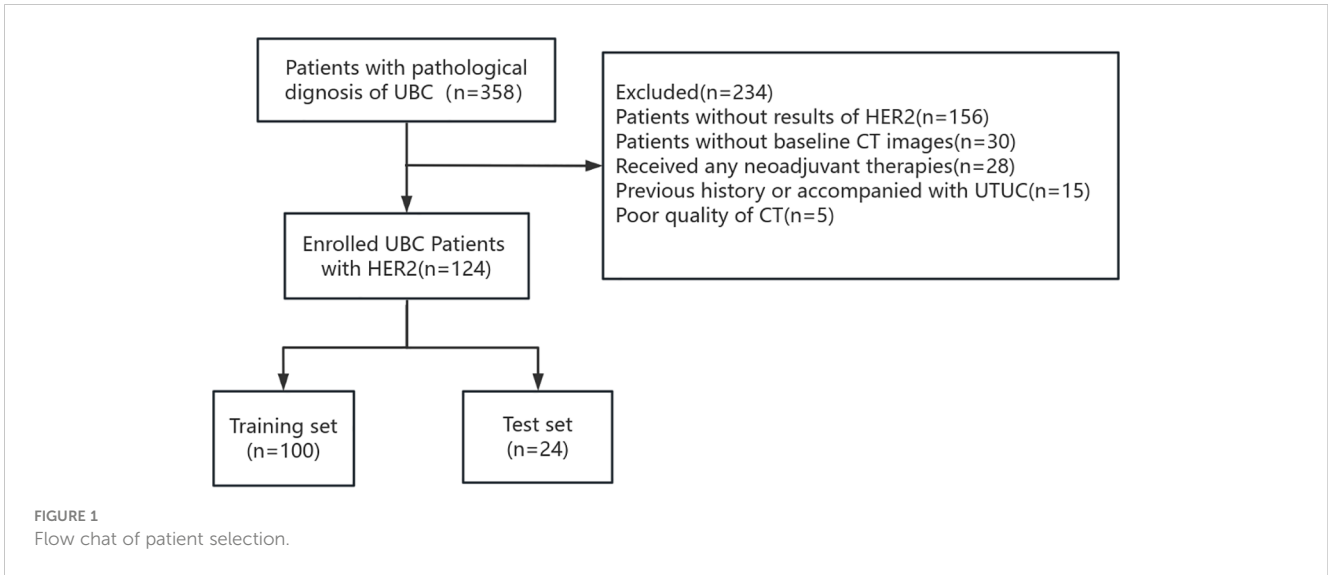 Patients with pathological
dignosis of UBC (n=358)
Excluded(n=234)
Patients without results of HER2(n=156)
Patients without baseline CT images(n=30)
Received any neoadjuvant therapies(n=28)
Previous history or accompanied with UTUC(n=15)
Poor quality of CT(n=5)
Enrolled UBC Patients
with HER2(n=124)
Training set
(n=100)
Test set
(n=24)
FIGURE 1
Flow chat of patient selection.